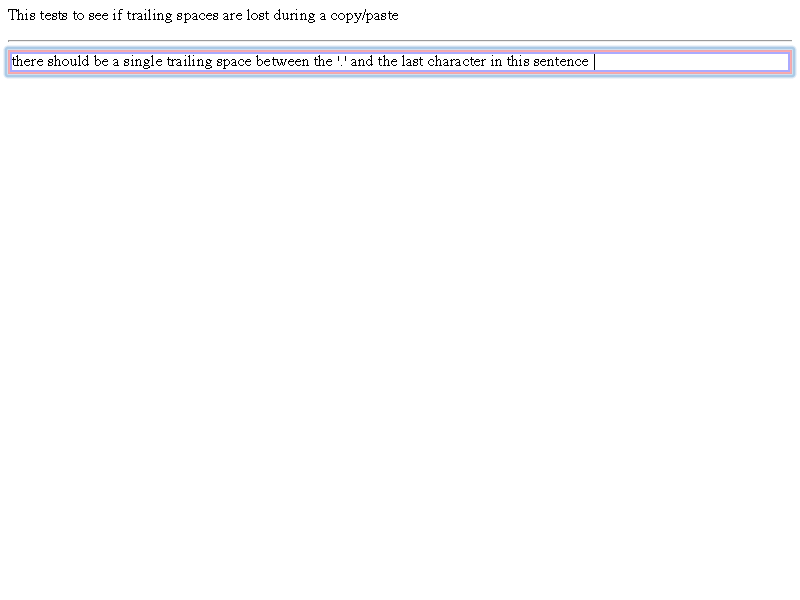 This tests to see if trailing spaces are lost during a copy/paste
there should be a single trailing space between the '.' and the last character in this sentence